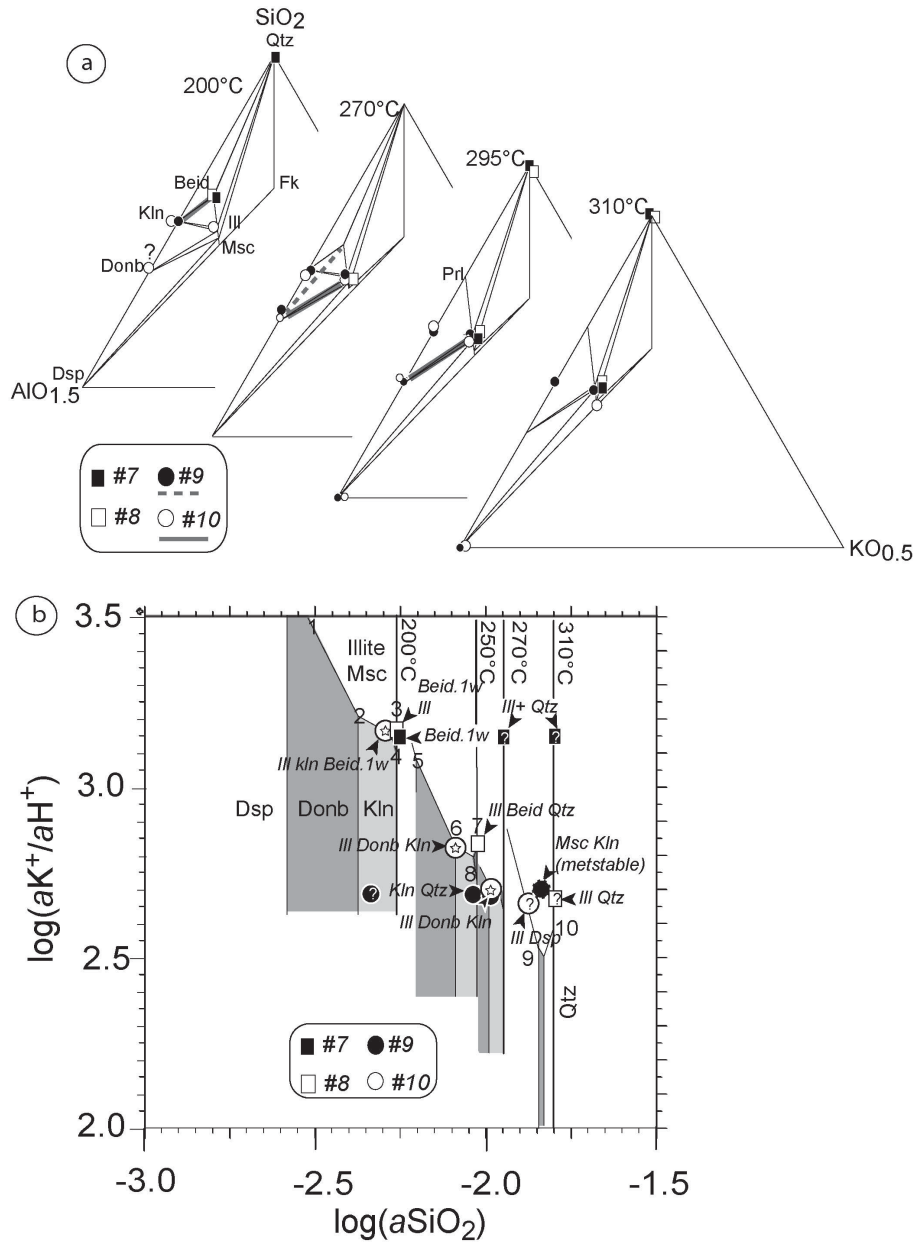 a
SiO2
Qtz
200°C
270°C
295°C
310°C
Beid
Fk
Kln
Ill
Msc
?
Donb
Prl
Dsp
AlO1.5
KO0.5
#7 #9
#8 #10
b
3.5
3.0
2.5
2.0
log(aK+/aH+)
-3.0 -2.5 -2.0 -1.5
log(aSiO2)
200°C
250°C
270°C
310°C
1
Illite
Msc
Beid.1w
Ill
2 3
Beid.1w
Ill+ Qtz
? ?
Ill kln Beid.1w
4 5
Dsp Donb Kln
6 7
Ill Beid Qtz
Ill Donb Kln
Msc Kln
(metstable)
8
Kln Qtz
?
Ill Donb Kln
? ?
Ill Qtz
Ill Dsp
9 10
Qtz
#7 #9
#8 #10